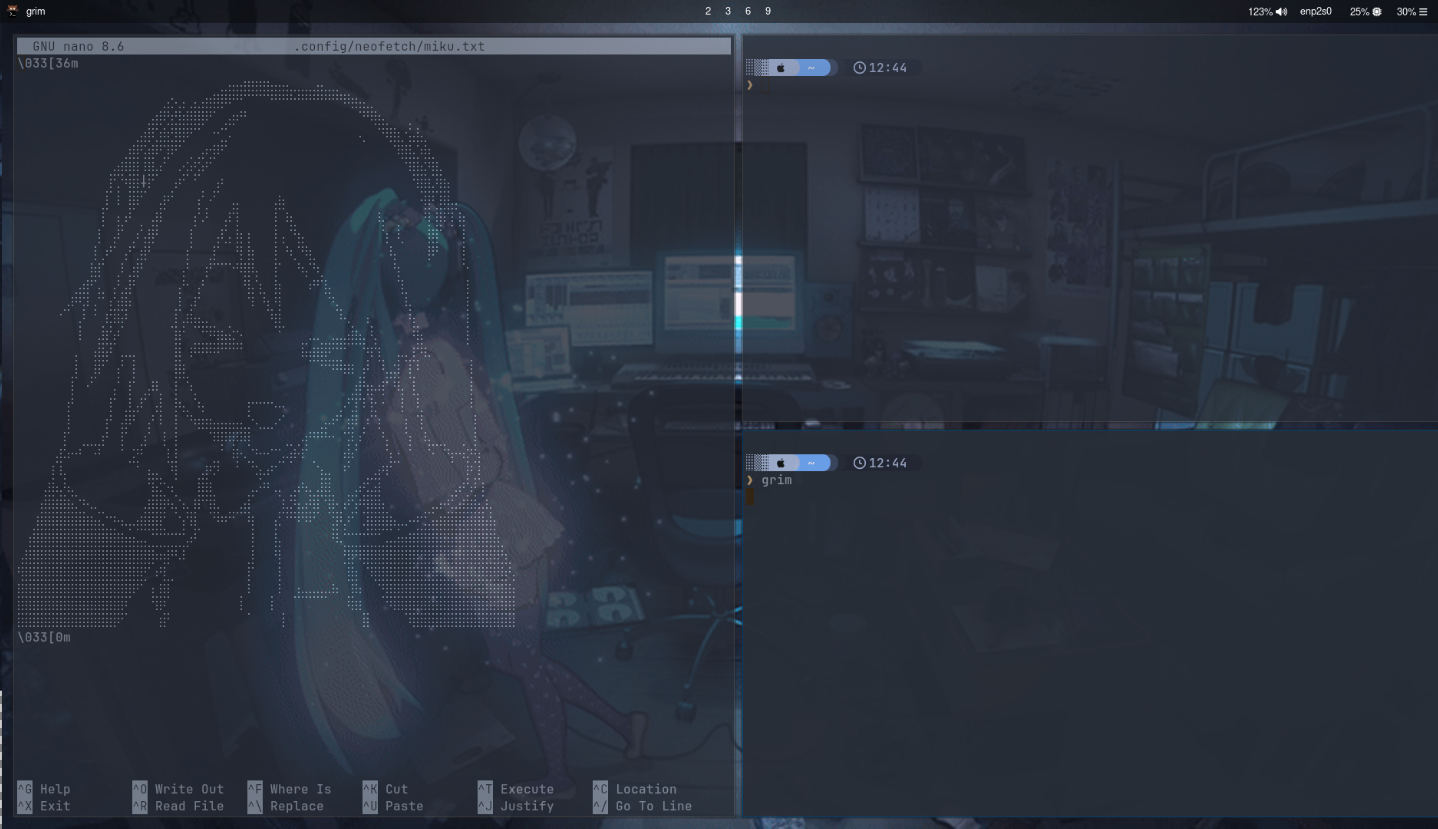 grim
2 3 6 9
123% enp2s0 25% 30%
GNU nano 8.6 .config/neofetch/miku.txt
\033[36m
\033[0m
^G Help ^O Write Out ^F Where Is ^K Cut ^T Execute ^C Location
^X Exit ^R Read File ^\ Replace ^U Paste ^J Justify ^/ Go To Line
~ 12:44
❯
~ 12:44
❯ grim